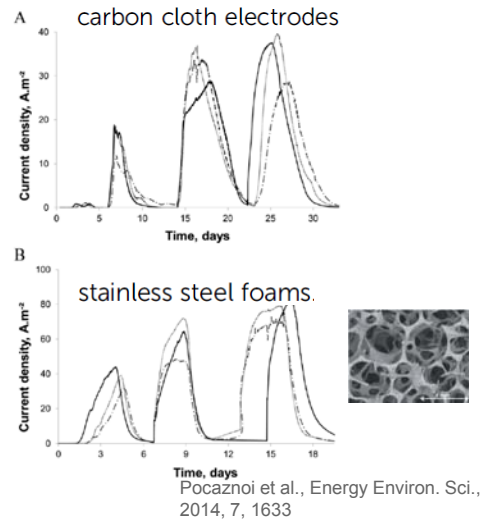 A
carbon cloth electrodes
Current density, A.m⁻²
40
30
20
10
0
0 5 10 15 20 25 30
Time, days
B
stainless steel foams.
Current density, A.m⁻²
100
80
60
40
20
0
0 3 6 9 12 15 18
Time, days
Pocaznoi et al., Energy Environ. Sci.,
2014, 7, 1633